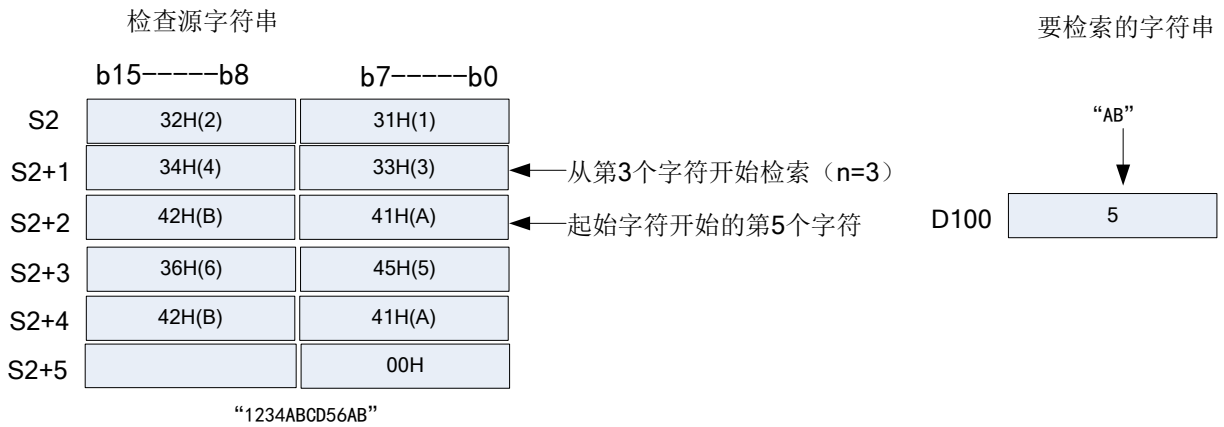 检查源字符串
要检索的字符串
b15-----b8
b7-----b0
S2
32H(2)
31H(1)
“AB”
S2+1
34H(4)
33H(3)
从第3个字符开始检索（n=3）
S2+2
42H(B)
41H(A)
起始字符开始的第5个字符
D100
5
S2+3
36H(6)
45H(5)
S2+4
42H(B)
41H(A)
S2+5
00H
“1234ABCD56AB”